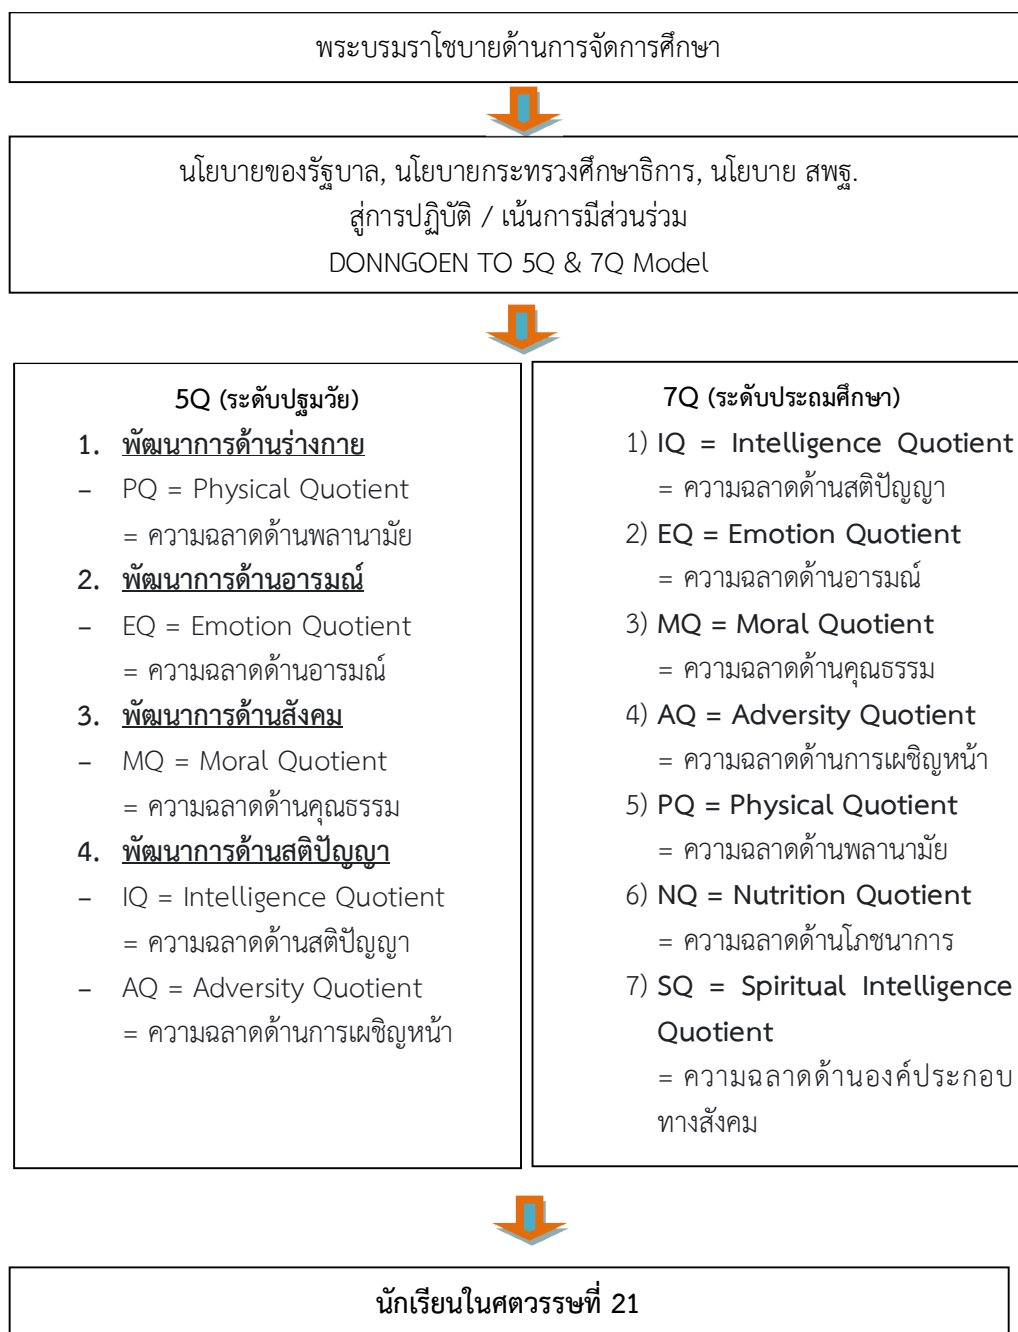 พระบรมราโชบายด้านการจัดการศึกษา
นโยบายของรัฐบาล, นโยบายกระทรวงศึกษาธิการ, นโยบาย สพฐ.
สู่การปฏิบัติ / เน้นการมีส่วนร่วม
DONNGOEN TO 5Q & 7Q Model
5Q (ระดับปฐมวัย)
1. พัฒนาการด้านร่างกาย
– PQ = Physical Quotient
= ความฉลาดด้านพลานามัย
2. พัฒนาการด้านอารมณ์
– EQ = Emotion Quotient
= ความฉลาดด้านอารมณ์
3. พัฒนาการด้านสังคม
– MQ = Moral Quotient
= ความฉลาดด้านคุณธรรม
4. พัฒนาการด้านสติปัญญา
– IQ = Intelligence Quotient
= ความฉลาดด้านสติปัญญา
– AQ = Adversity Quotient
= ความฉลาดด้านการเผชิญหน้า
7Q (ระดับประถมศึกษา)
1) IQ = Intelligence Quotient
= ความฉลาดด้านสติปัญญา
2) EQ = Emotion Quotient
= ความฉลาดด้านอารมณ์
3) MQ = Moral Quotient
= ความฉลาดด้านคุณธรรม
4) AQ = Adversity Quotient
= ความฉลาดด้านการเผชิญหน้า
5) PQ = Physical Quotient
= ความฉลาดด้านพลานามัย
6) NQ = Nutrition Quotient
= ความฉลาดด้านโภชนาการ
7) SQ = Spiritual Intelligence
Quotient
= ความฉลาดด้านองค์ประกอบ
ทางสังคม
นักเรียนในศตวรรษที่ 21